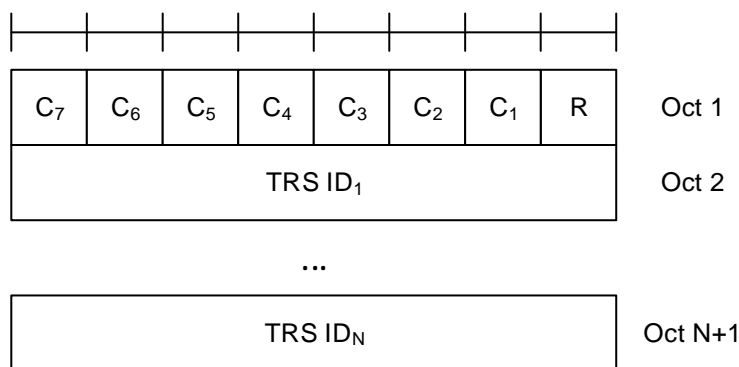 C₇ C₆ C₅ C₄ C₃ C₂ C₁ R Oct 1
TRS ID₁ Oct 2
...
TRS IDN Oct N+1